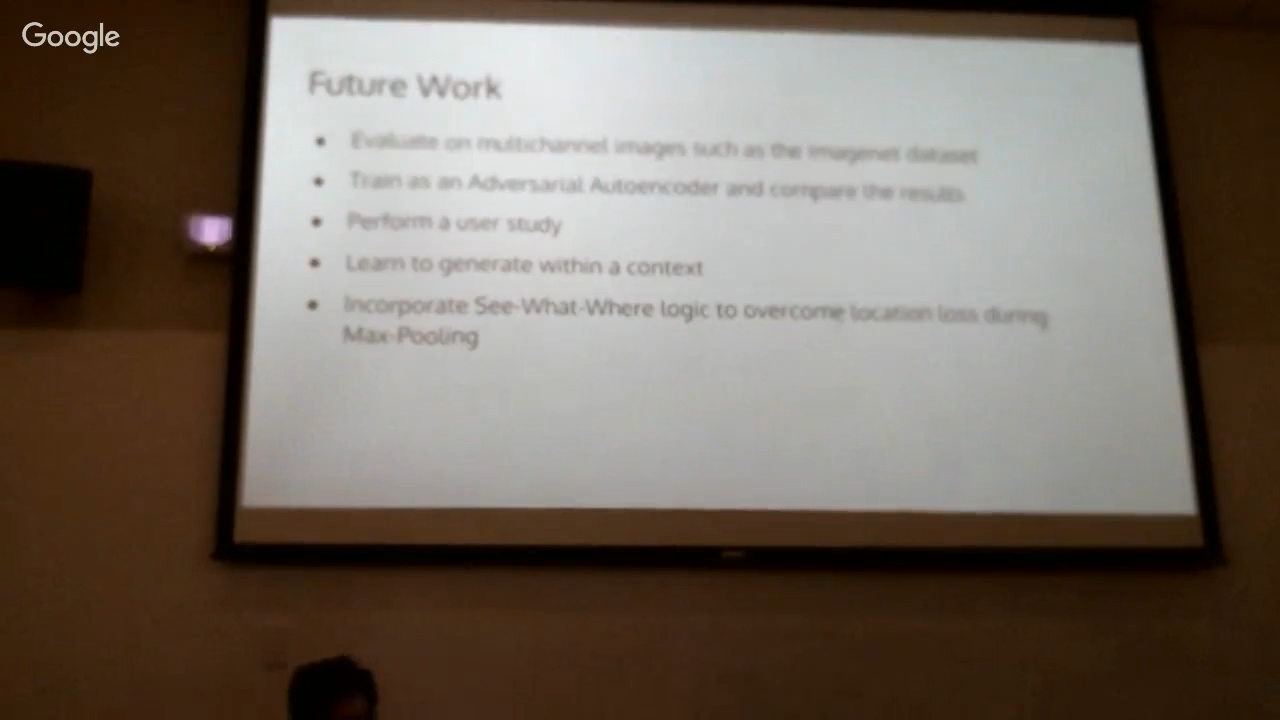 Google
Future Work
• Evaluate on multichannel images such as the Imagenet dataset
• Train as an Adversarial Autoencoder and compare the results
• Perform a user study
• Learn to generate within a context
• Incorporate See-What-Where logic to overcome location loss during
Max-Pooling